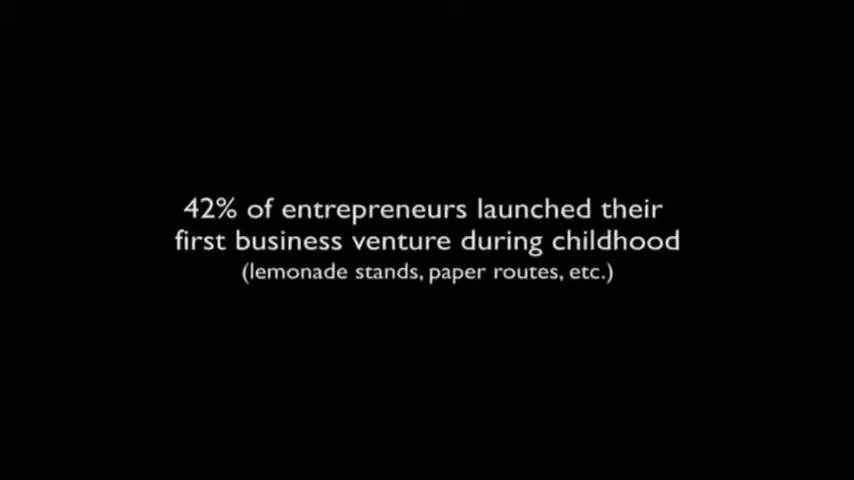 42% of entrepreneurs launched their
first business venture during childhood
(lemonade stands, paper routes, etc.)